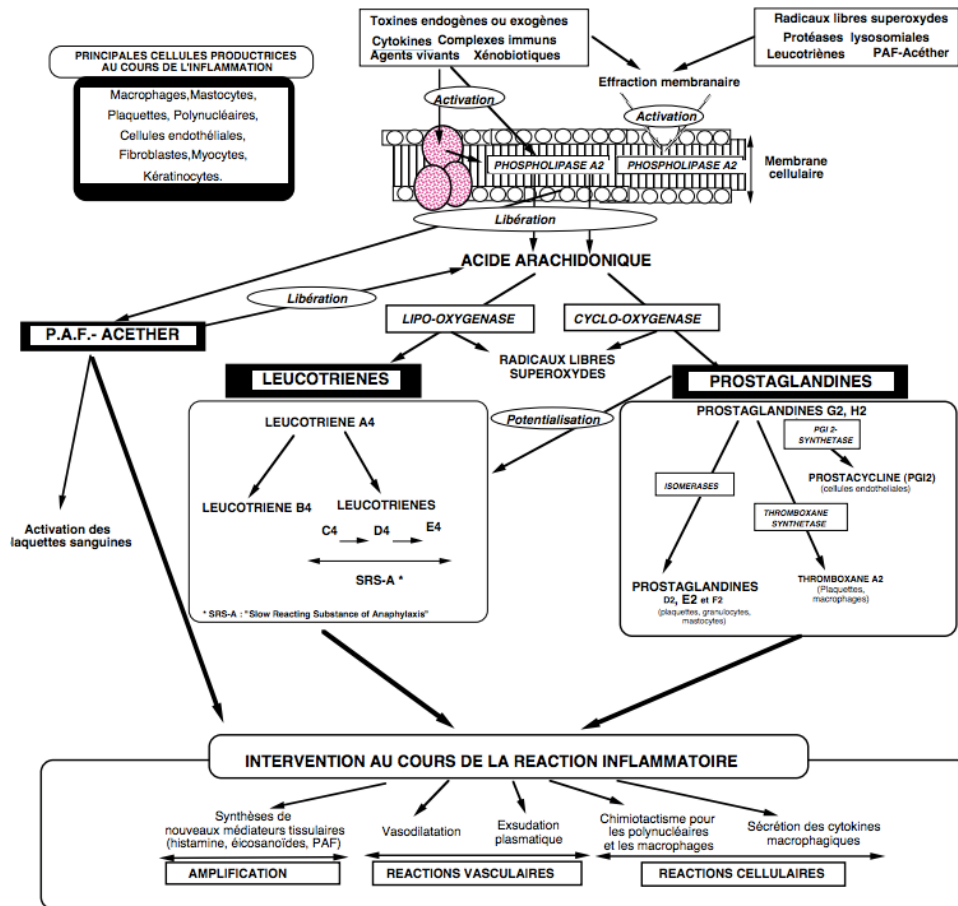 Toxines endogènes ou exogènes
Cytokines Complexes immuns
Agents vivants Xénobiotiques
Radicaux libres superoxydes
Protéases lysosomiales
Leucotriènes PAF-Acéther
PRINCIPALES CELLULES PRODUCTRICES
AU COURS DE L'INFLAMMATION
Macrophages,Mastocytes,
Plaquettes, Polynucléaires,
Cellules endothéliales,
Fibroblastes,Myocytes,
Kératinocytes.
Activation
Effraction membranaire
Activation
PHOSPHOLIPASE A2
PHOSPHOLIPASE A2
Membrane
cellulaire
Libération
ACIDE ARACHIDONIQUE
Libération
LIPO-OXYGENASE
CYCLO-OXYGENASE
P.A.F.- ACETHER
RADICAUX LIBRES
SUPEROXYDES
LEUCOTRIENES
PROSTAGLANDINES
Potentialisation
LEUCOTRIENE A4
LEUCOTRIENE B4
LEUCOTRIENES
C4 D4 E4
SRS-A *
* SRS-A : "Slow Reacting Substance of Anaphylaxis"
PROSTAGLANDINES G2, H2
PGI 2-
SYNTHETASE
PROSTACYCLINE (PGI2)
(cellules endotheliales)
ISOMERASES
THROMBOXANE
SYNTHETASE
PROSTAGLANDINES
D2, E2 et F2
(plaquettes, granulocytes,
mastocytes)
THROMBOXANE A2
(Plaquettes,
macrophages)
Activation des
laquettes sanguines
INTERVENTION AU COURS DE LA REACTION INFLAMMATOIRE
Synthèses de
nouveaux médiateurs tissulaires
(histamine, éicosanoïdes, PAF)
Vasodilatation
Exsudation
plasmatique
Chimiotactisme pour
les polynucléaires
et les macrophages
Sécrétion des cytokines
macrophagiques
AMPLIFICATION
REACTIONS VASCULAIRES
REACTIONS CELLULAIRES